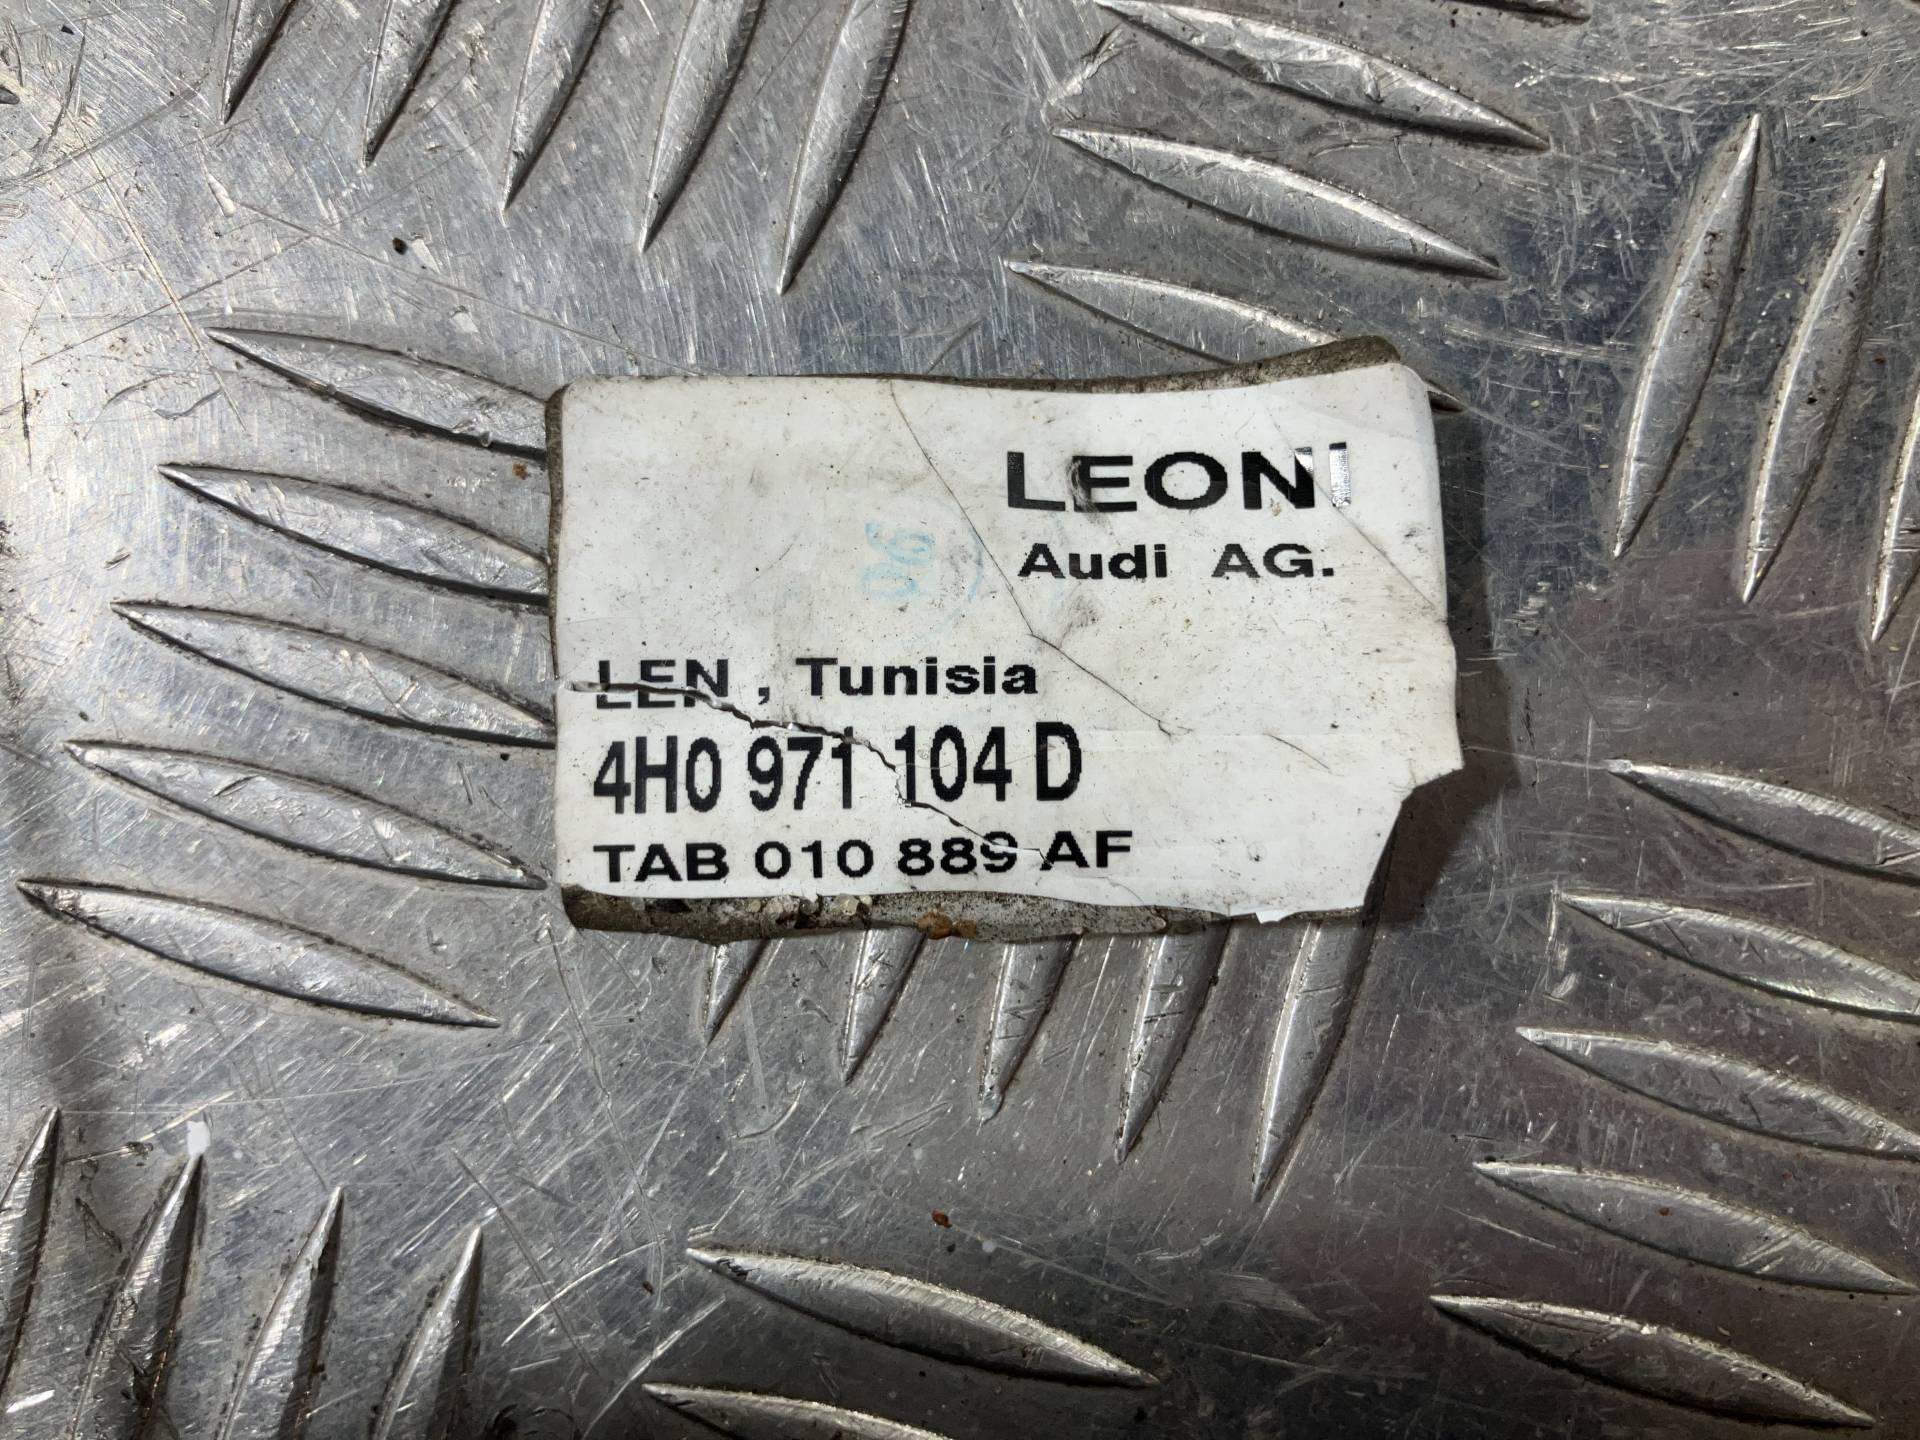 LEONI
Audi AG.
LEN , Tunisia
4H0 971 104 D
TAB 010 889 AF